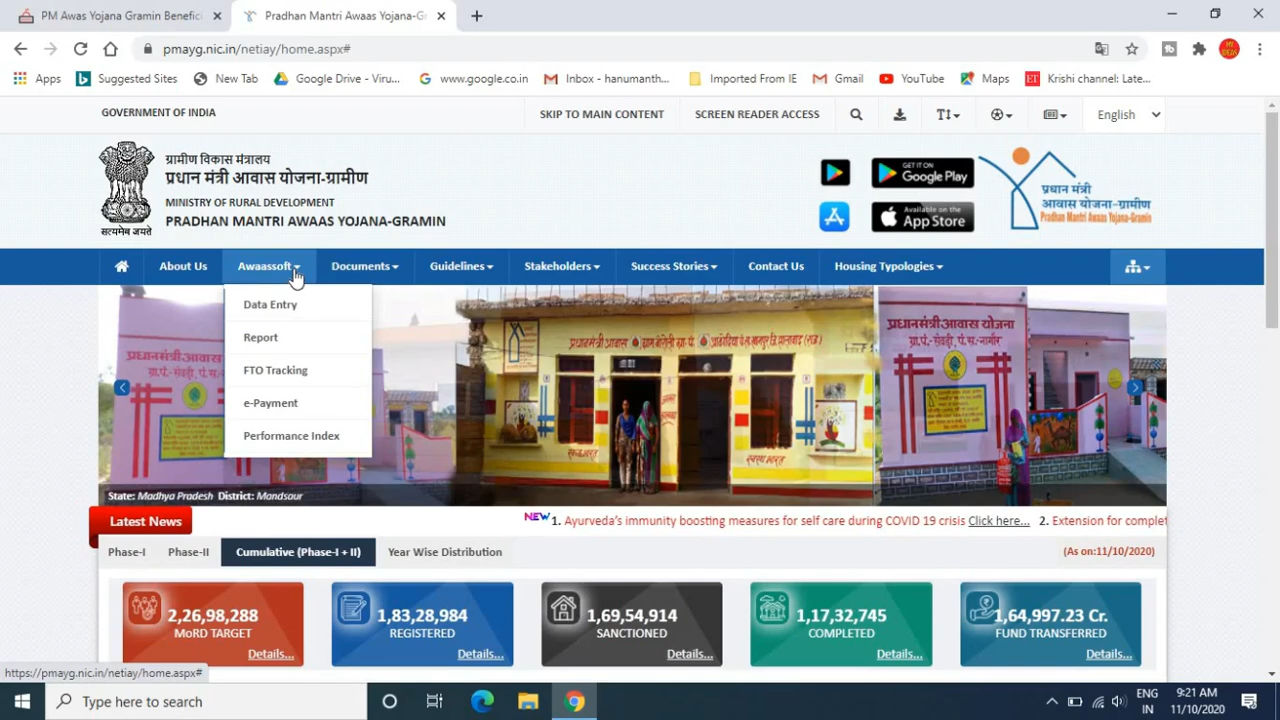 PM Awas Yojana Gramin Benefici
Pradhan Mantri Awaas Yojana-Gr
pmayg.nic.in/netiay/home.aspx#
Apps
Suggested Sites
New Tab
Google Drive - Viru...
www.google.co.in
Inbox - hanumanth...
Imported From IE
Gmail
YouTube
Maps
Krishi channel: Late...
GOVERNMENT OF INDIA
SKIP TO MAIN CONTENT
SCREEN READER ACCESS
English
ग्रामीण विकास मंत्रालय
प्रधान मंत्री आवास योजना-ग्रामीण
MINISTRY OF RURAL DEVELOPMENT
PRADHAN MANTRI AWAAS YOJANA-GRAMIN
सत्यमेव जयते
GET IT ON
Google Play
Available on the
App Store
प्रधान मंत्री
आवास योजना-ग्रामीण
Pradhan Mantri Awaas Yojana-Gramin
About Us
Awaassoft
Documents
Guidelines
Stakeholders
Success Stories
Contact Us
Housing Typologies
Data Entry
Report
FTO Tracking
e-Payment
Performance Index
प्रधानमंत्री आवास योजना
State: Madhya Pradesh District: Mandsaur
Latest News
NEW 1. Ayurveda's immunity boosting measures for self care during COVID 19 crisis Click here... 2. Extension for complet
Phase-I
Phase-II
Cumulative (Phase-I + II)
Year Wise Distribution
(As on:11/10/2020)
2,26,98,288
MoRD TARGET
Details...
1,83,28,984
REGISTERED
Details...
1,69,54,914
SANCTIONED
Details...
1,17,32,745
COMPLETED
Details...
1,64,997.23 Cr.
FUND TRANSFERRED
Details...
https://pmayg.nic.in/netiay/home.aspx#
Type here to search
ENG
IN
9:21 AM
11/10/2020